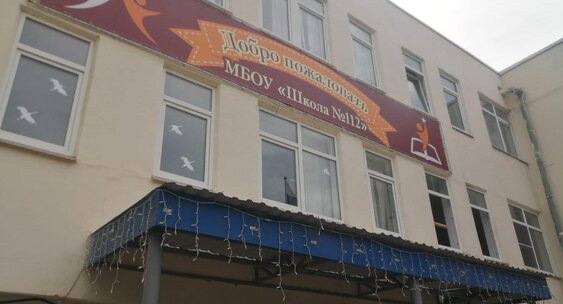 Добро пожаловать
МБОУ «Школа №112»